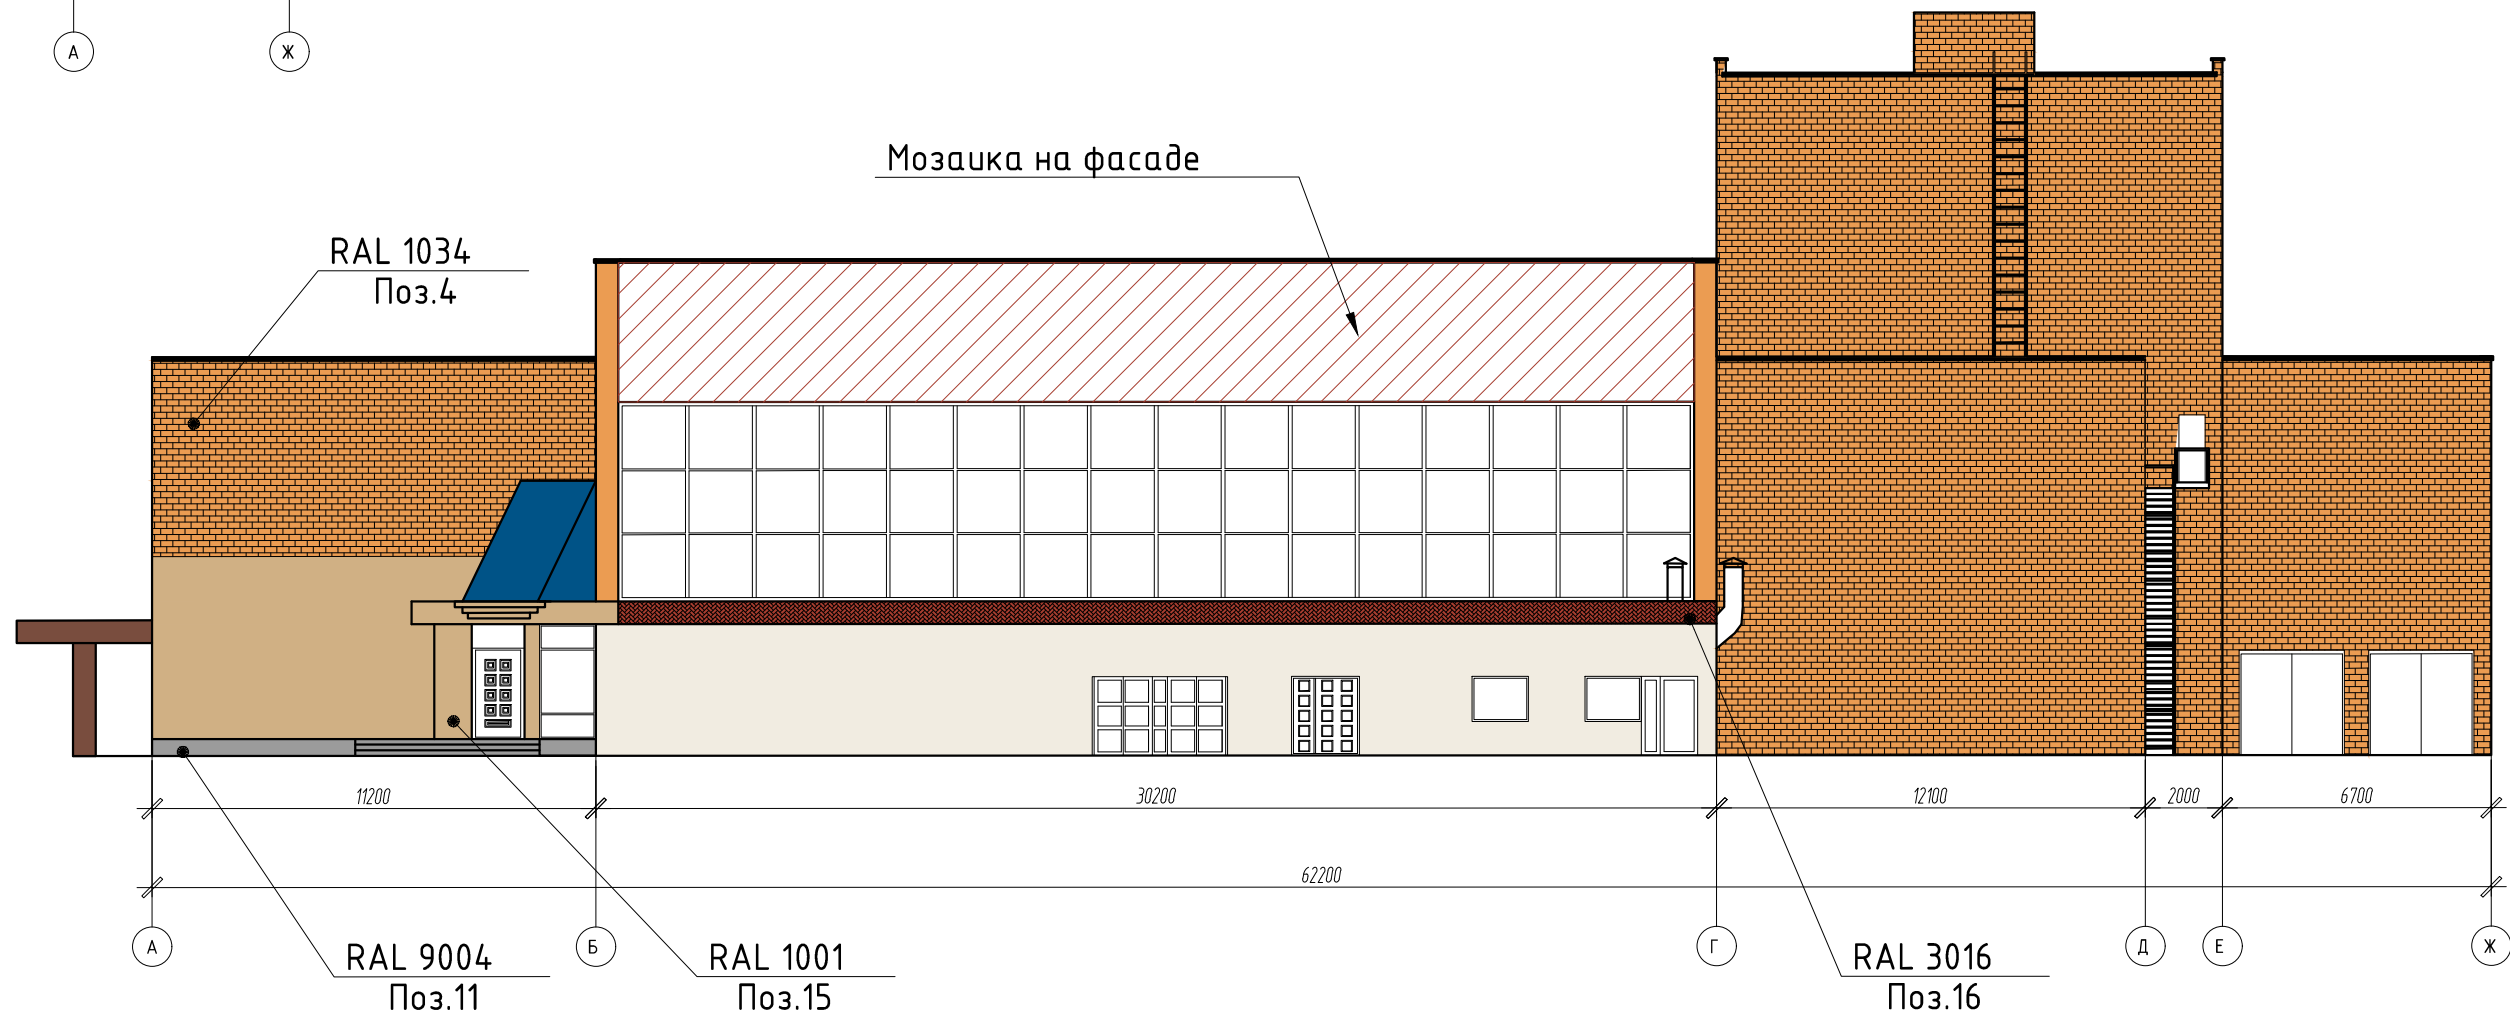 А
Ж
Мозаика на фасаде
RAL 1034
Поз.4
11200
30200
12100
2000
6700
62200
А
Б
Г
Д
Е
Ж
RAL 9004
Поз.11
RAL 1001
Поз.15
RAL 3016
Поз.16